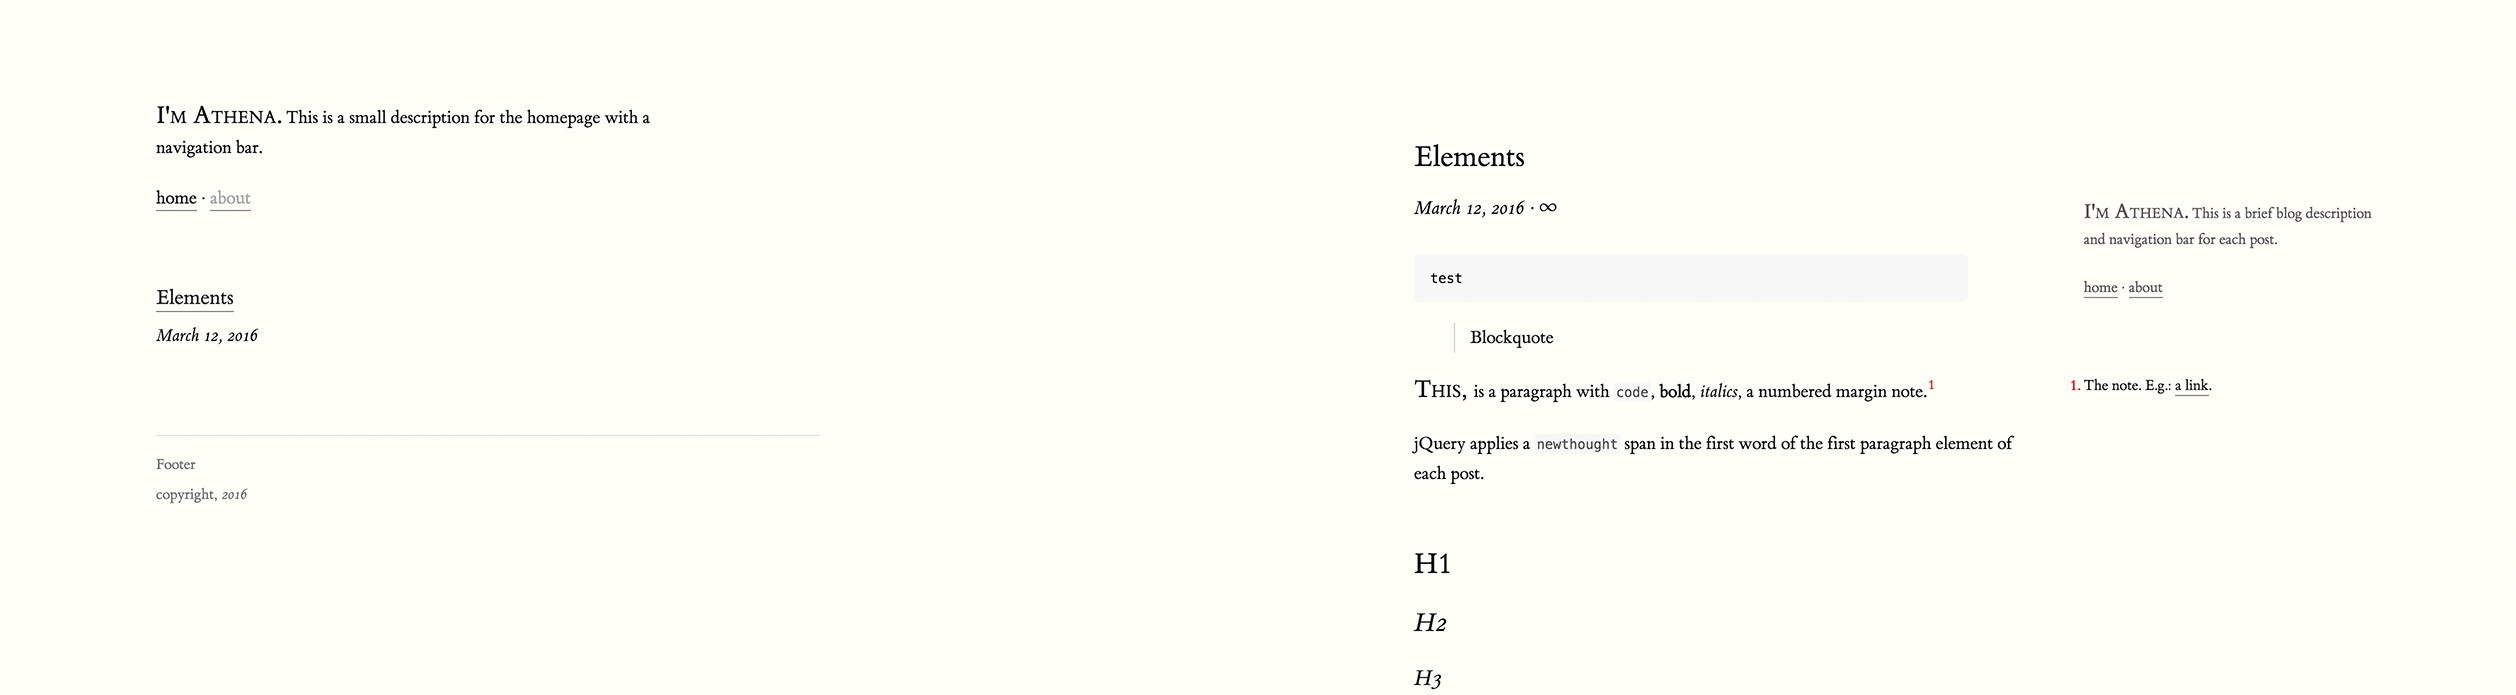 I'm Athena. This is a small description for the homepage with a
navigation bar.
home · about
Elements
March 12, 2016
Footer
copyright, 2016
Elements
March 12, 2016 · ∞
test
Blockquote
This, is a paragraph with code, bold, italics, a numbered margin note.1
jQuery applies a newthought span in the first word of the first paragraph element of
each post.
H1
H2
H3
I'm Athena. This is a brief blog description
and navigation bar for each post.
home · about
1. The note. E.g.: a link.